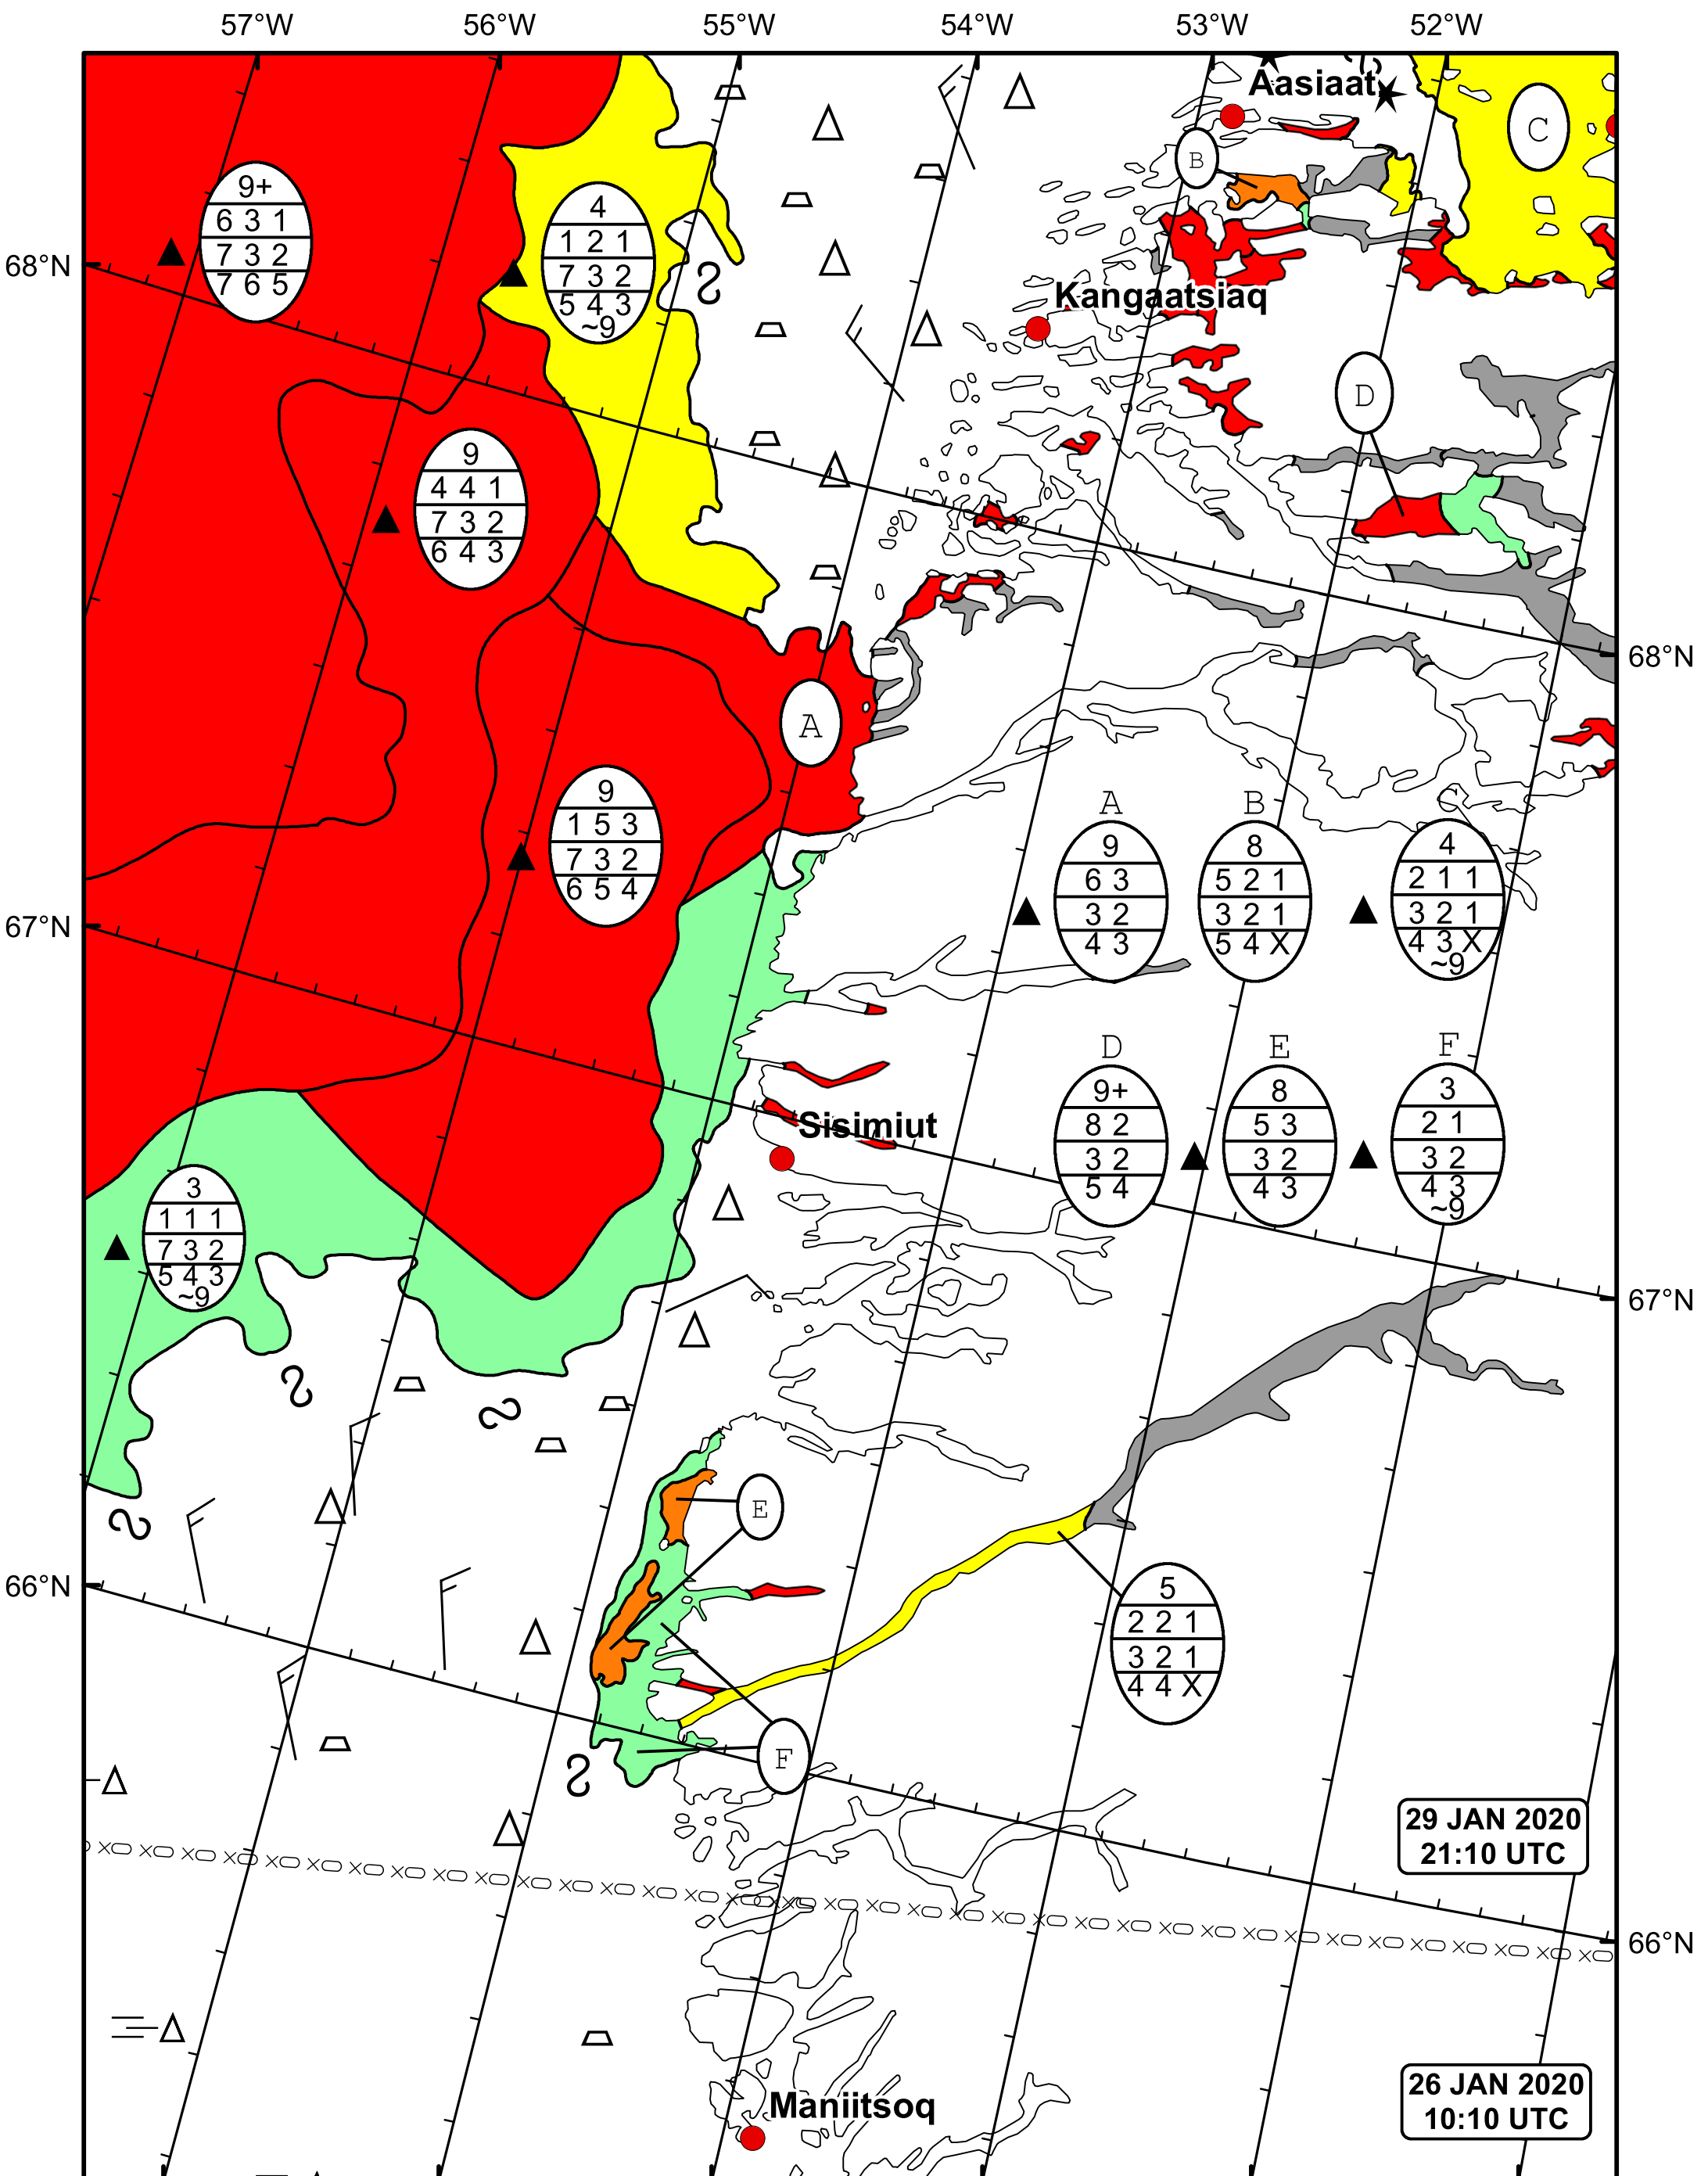 57°W 56°W 55°W 54°W 53°W 52°W
Aasiaat
C
B
9+
6 3 1
7 3 2
7 6 5
4
1 2 1
7 3 2
5 4 3
~9
68°N
Kangaatsiaq
D
9
4 4 1
7 3 2
6 4 3
68°N
A
9
1 5 3
7 3 2
6 5 4
A
9
6 3
3 2
4 3
B
8
5 2 1
3 2 1
5 4 X
C
4
2 1 1
3 2 1
4 3 X
~9
67°N
D
9+
8 2
3 2
5 4
E
8
5 3
3 2
4 3
F
3
2 1
3 2
4 3
~9
Sisimiut
3
1 1 1
7 3 2
5 4 3
~9
67°N
E
66°N
5
2 2 1
3 2 1
4 4 X
F
29 JAN 2020
21:10 UTC
66°N
26 JAN 2020
10:10 UTC
Maniitsoq